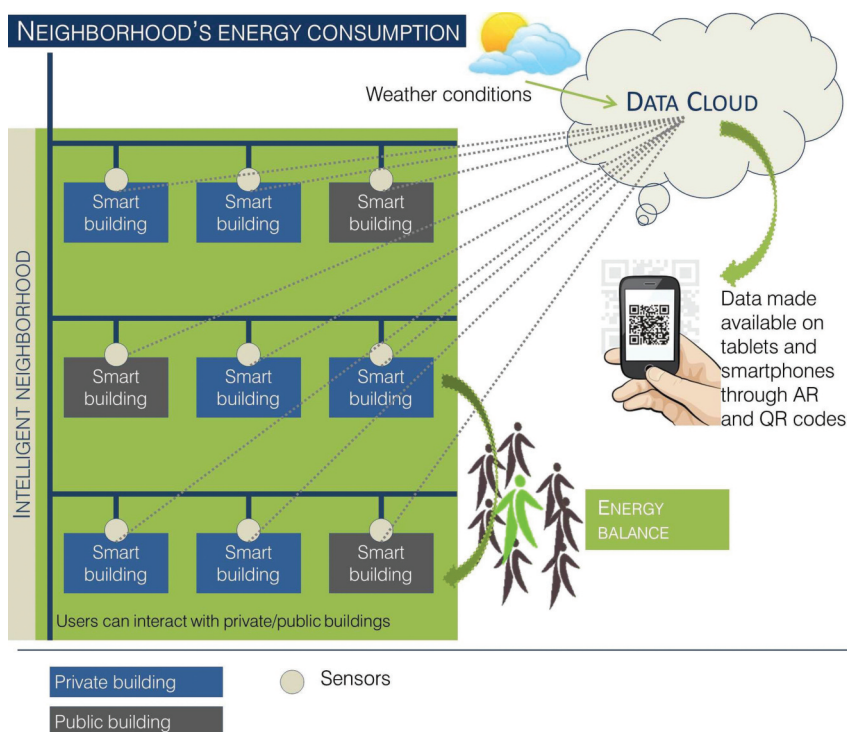 NEIGHBORHOOD'S ENERGY CONSUMPTION
Weather conditions
DATA CLOUD
INTELLIGENT NEIGHBORHOOD
Smart
building
Smart
building
Smart
building
Data made
available on
tablets and
smartphones
through AR
and QR codes
Smart
building
Smart
building
Smart
building
ENERGY
BALANCE
Smart
building
Smart
building
Smart
building
Users can interact with private/public buildings
Private building
Sensors
Public building